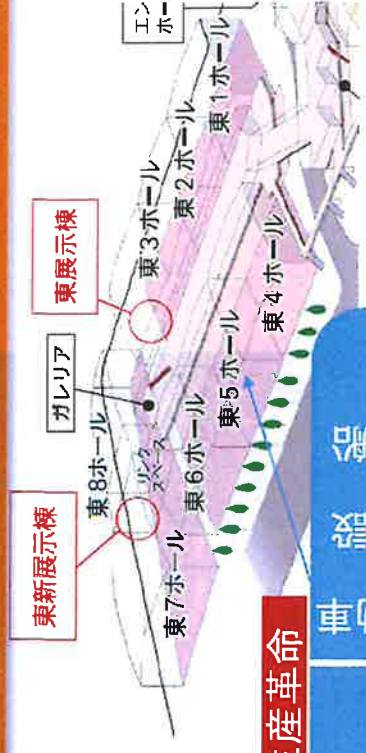 エン
ホー
東1ホール
東2ホール
東3ホール
東展示棟
ガレリア
東8ホール
東新展示棟
リンク
スペース
東4ホール
東5ホール
東6ホール
東7ホール
産革命
設
船